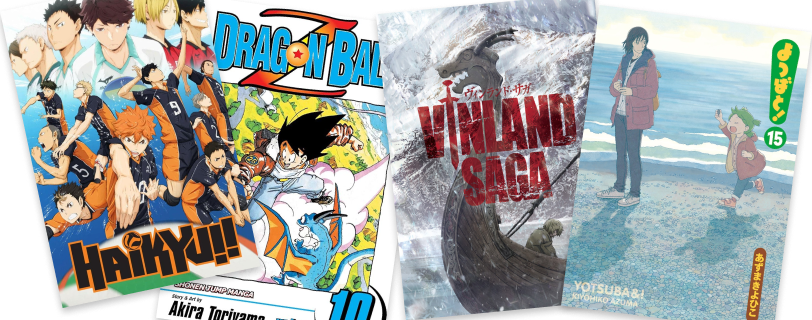 HAIKYU!!
DRAGON BALL
Z
SHONEN JUMP MANGA
Story & Art by
Akira Toriyama
10
ヴィンランド・サガ
VINLAND
SAGA
よつばと!
15
YOTSUBA&!
KIYOHIKO AZUMA
あずまきよひこ